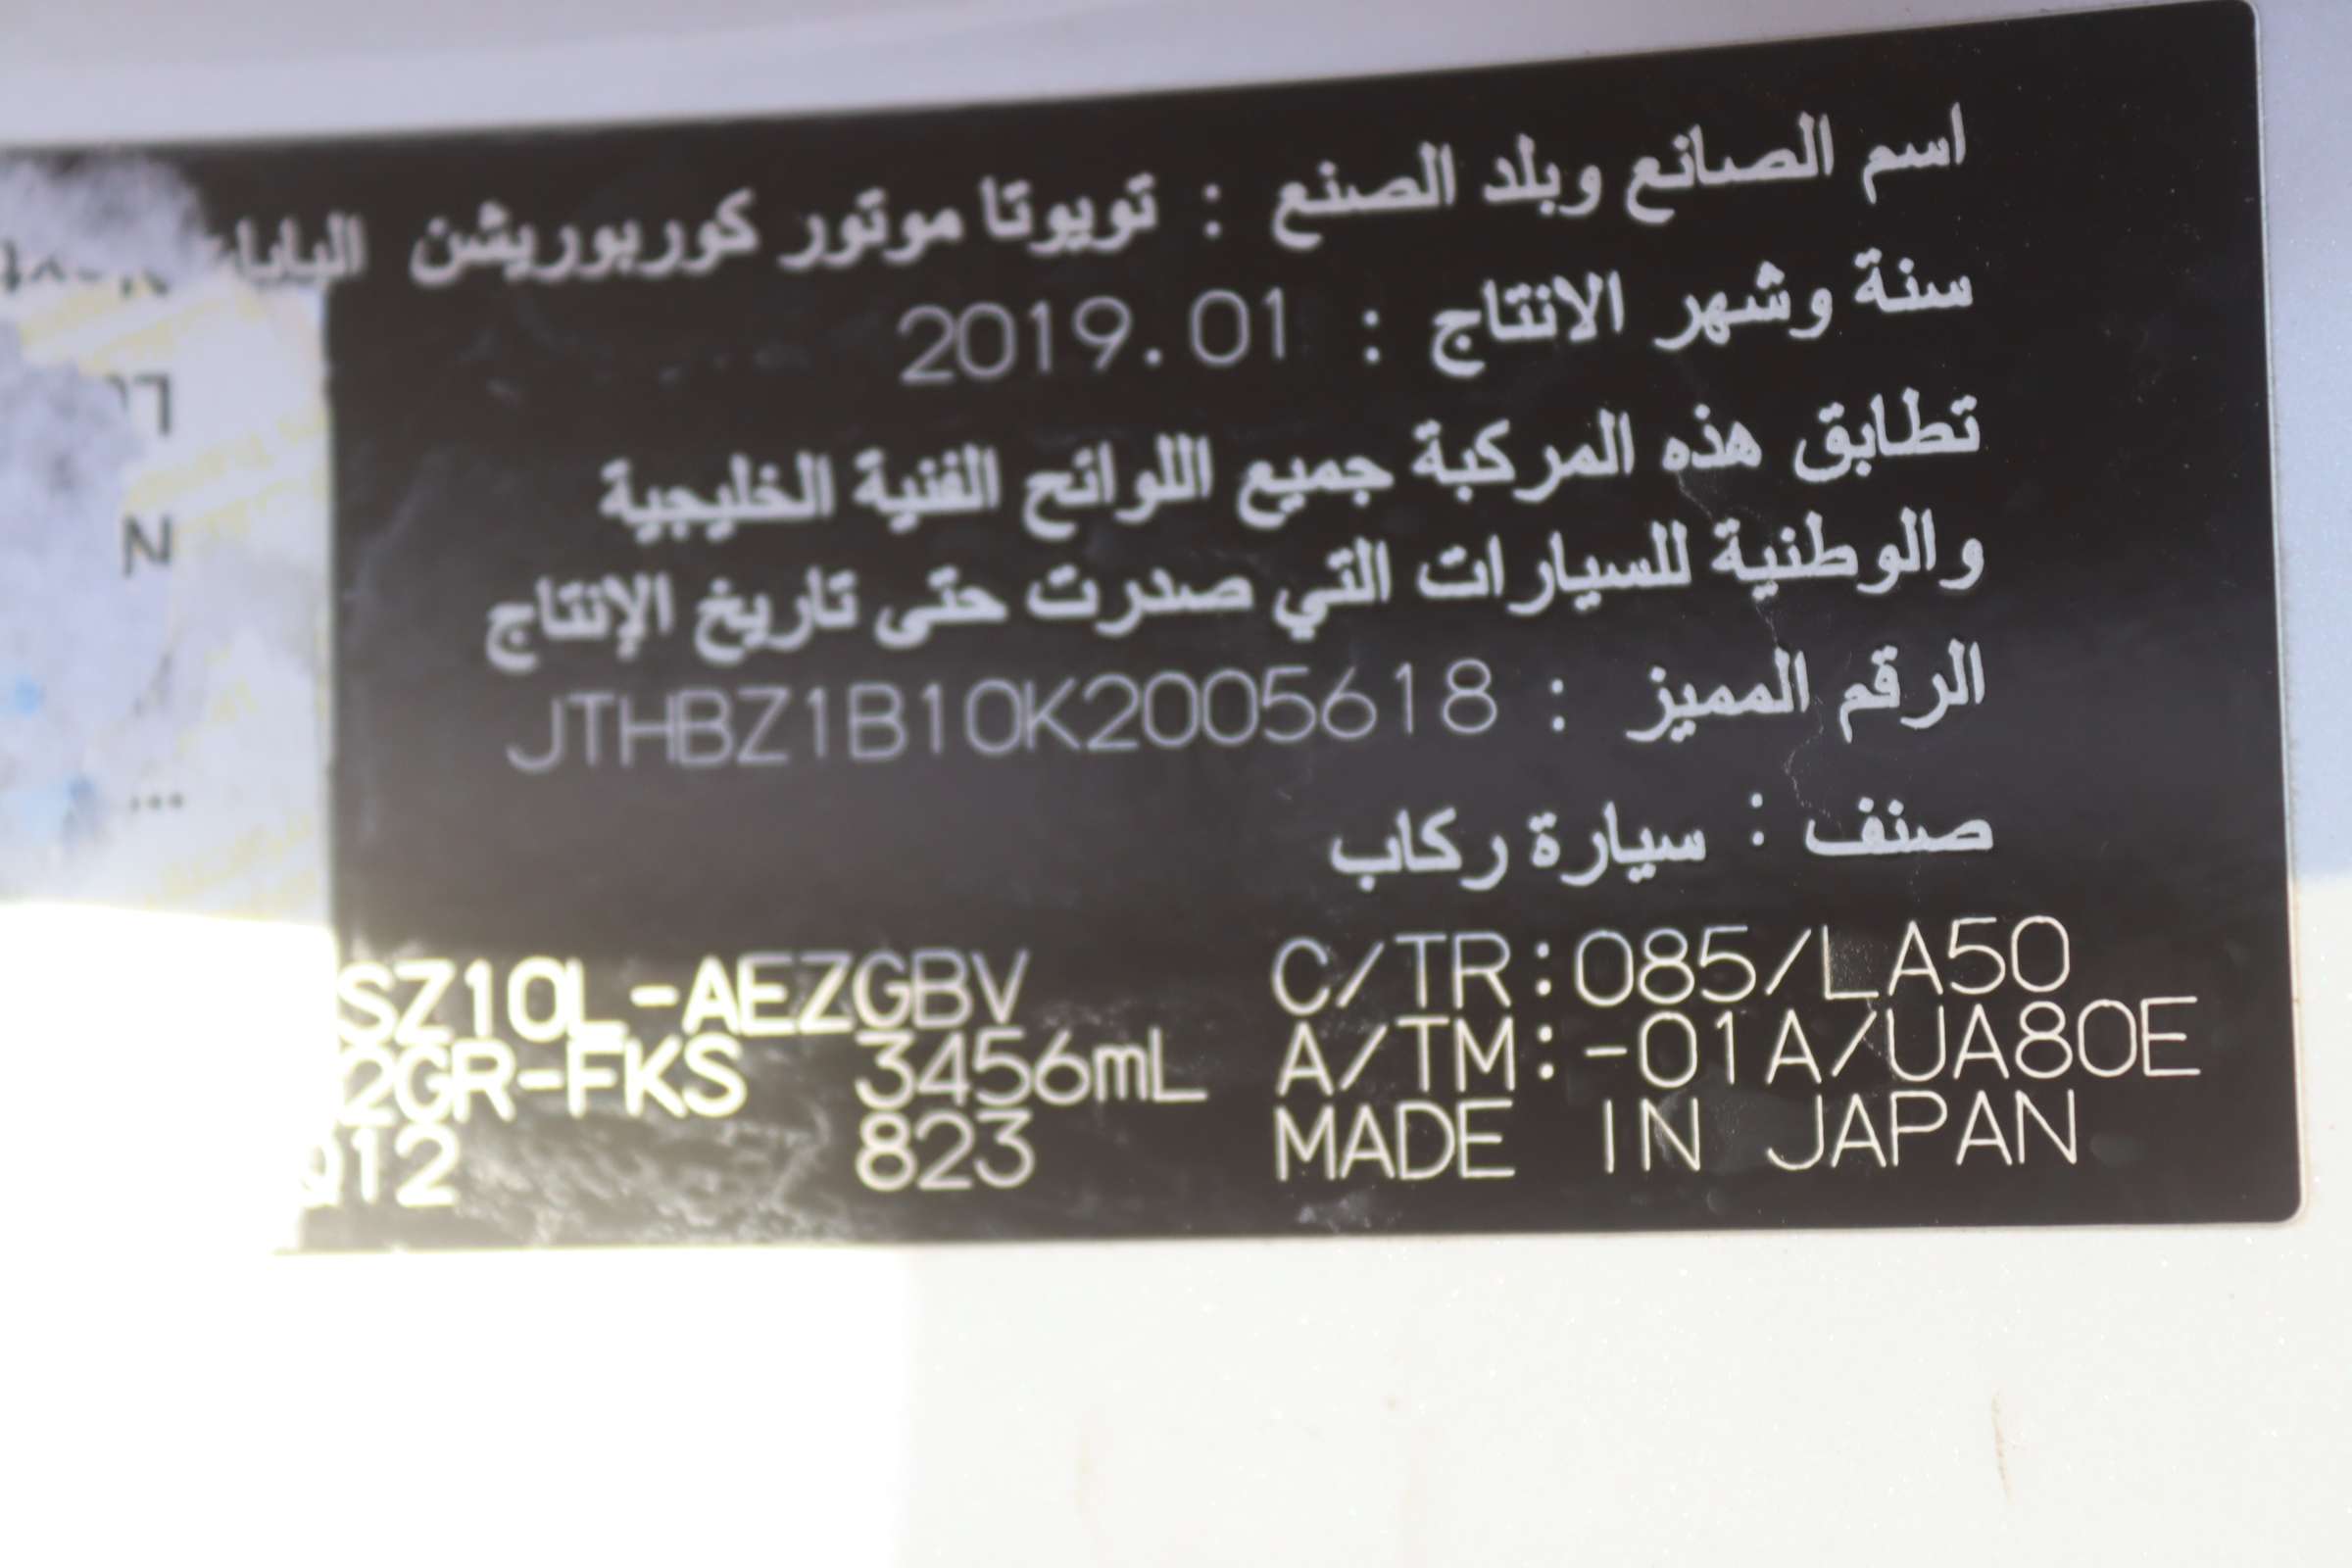 اسم الصانع وبلد الصنع : تويوتا موتور كوربوريشن
سنة وشهر الانتاج : 2019.01
تطابق هذه المركبة جميع اللوائح الفنية الخليجية
والوطنية للسيارات التي صدرت حتى تاريخ الإنتاج
الرقم المميز : JTHBZ1B10K2005618
صنف : سيارة ركاب
SZ10L-AEZGBV C/TR:085/LA50
2GR-FKS 3456mL A/TM:-01A/UA80E
Q12 823 MADE IN JAPAN
N